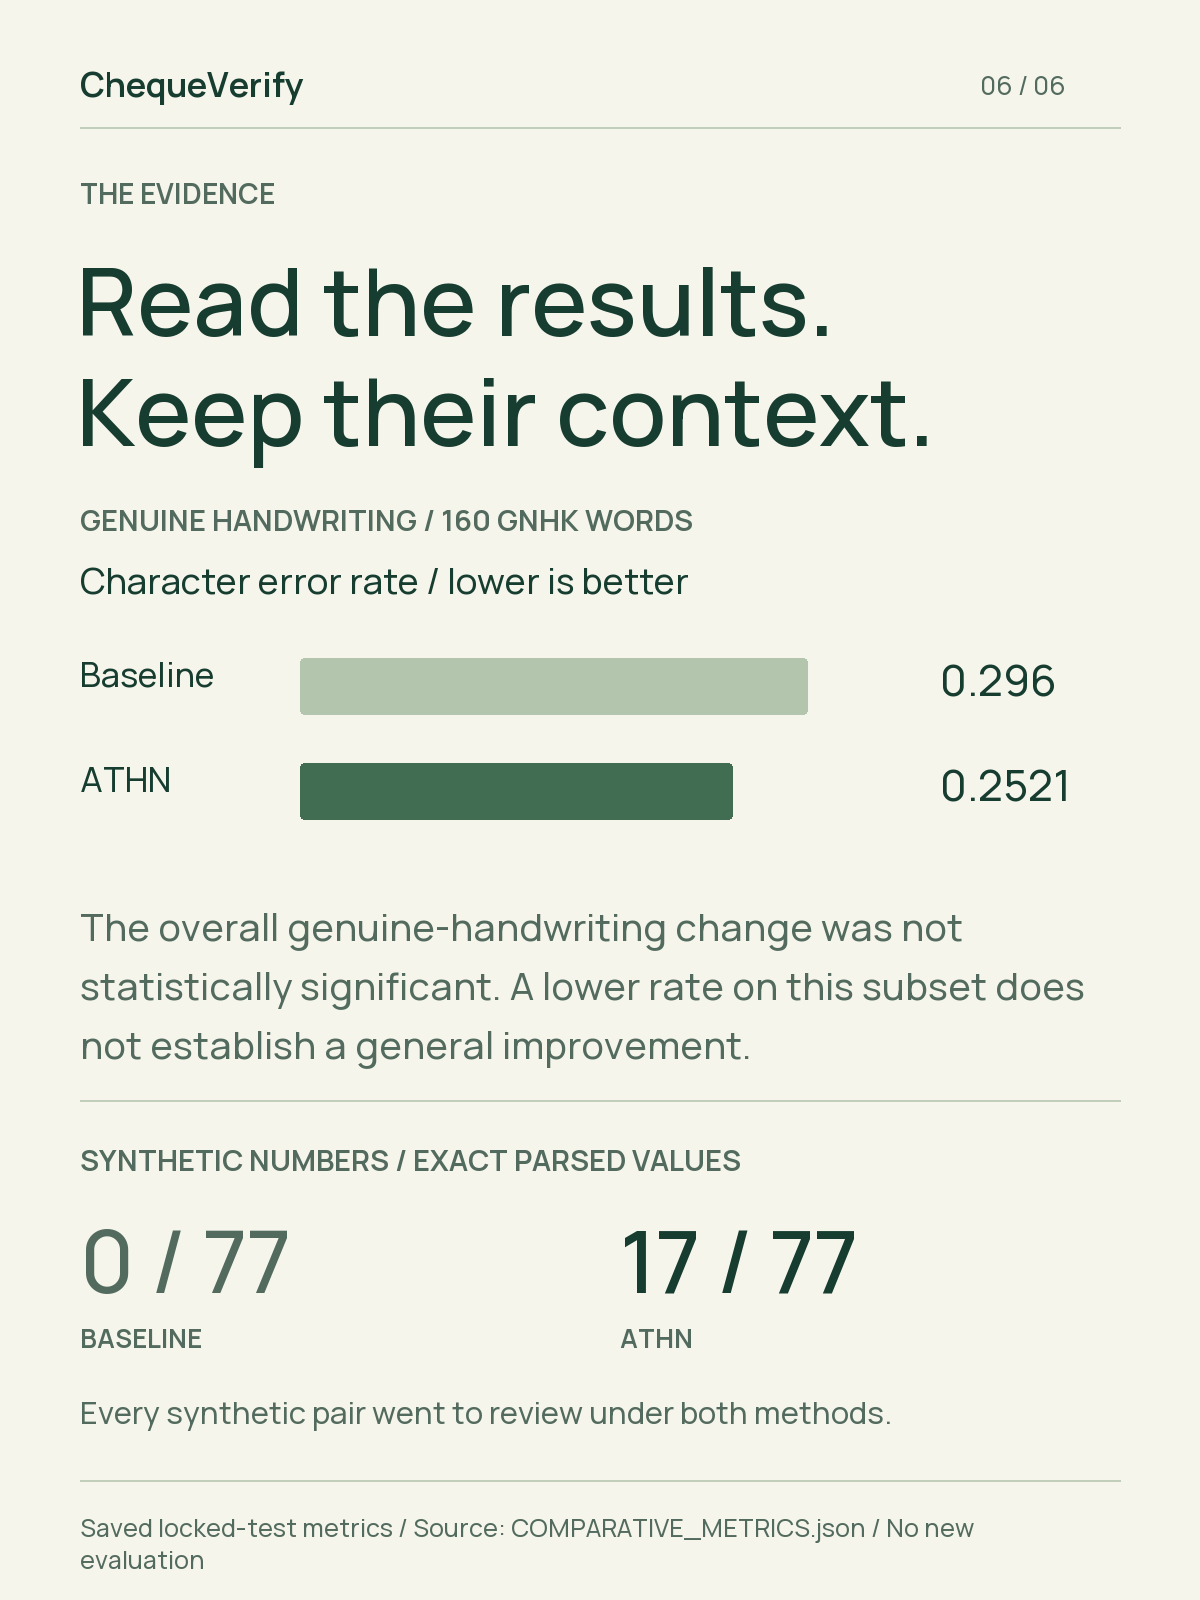 ChequeVerify
06 / 06
THE EVIDENCE
Read the results.
Keep their context.
GENUINE HANDWRITING / 160 GNHK WORDS
Character error rate / lower is better
Baseline
0.296
ATHN
0.2521
The overall genuine-handwriting change was not
statistically significant. A lower rate on this subset does
not establish a general improvement.
SYNTHETIC NUMBERS / EXACT PARSED VALUES
0 / 77
17 / 77
BASELINE
ATHN
Every synthetic pair went to review under both methods.
Saved locked-test metrics / Source: COMPARATIVE_METRICS.json / No new
evaluation